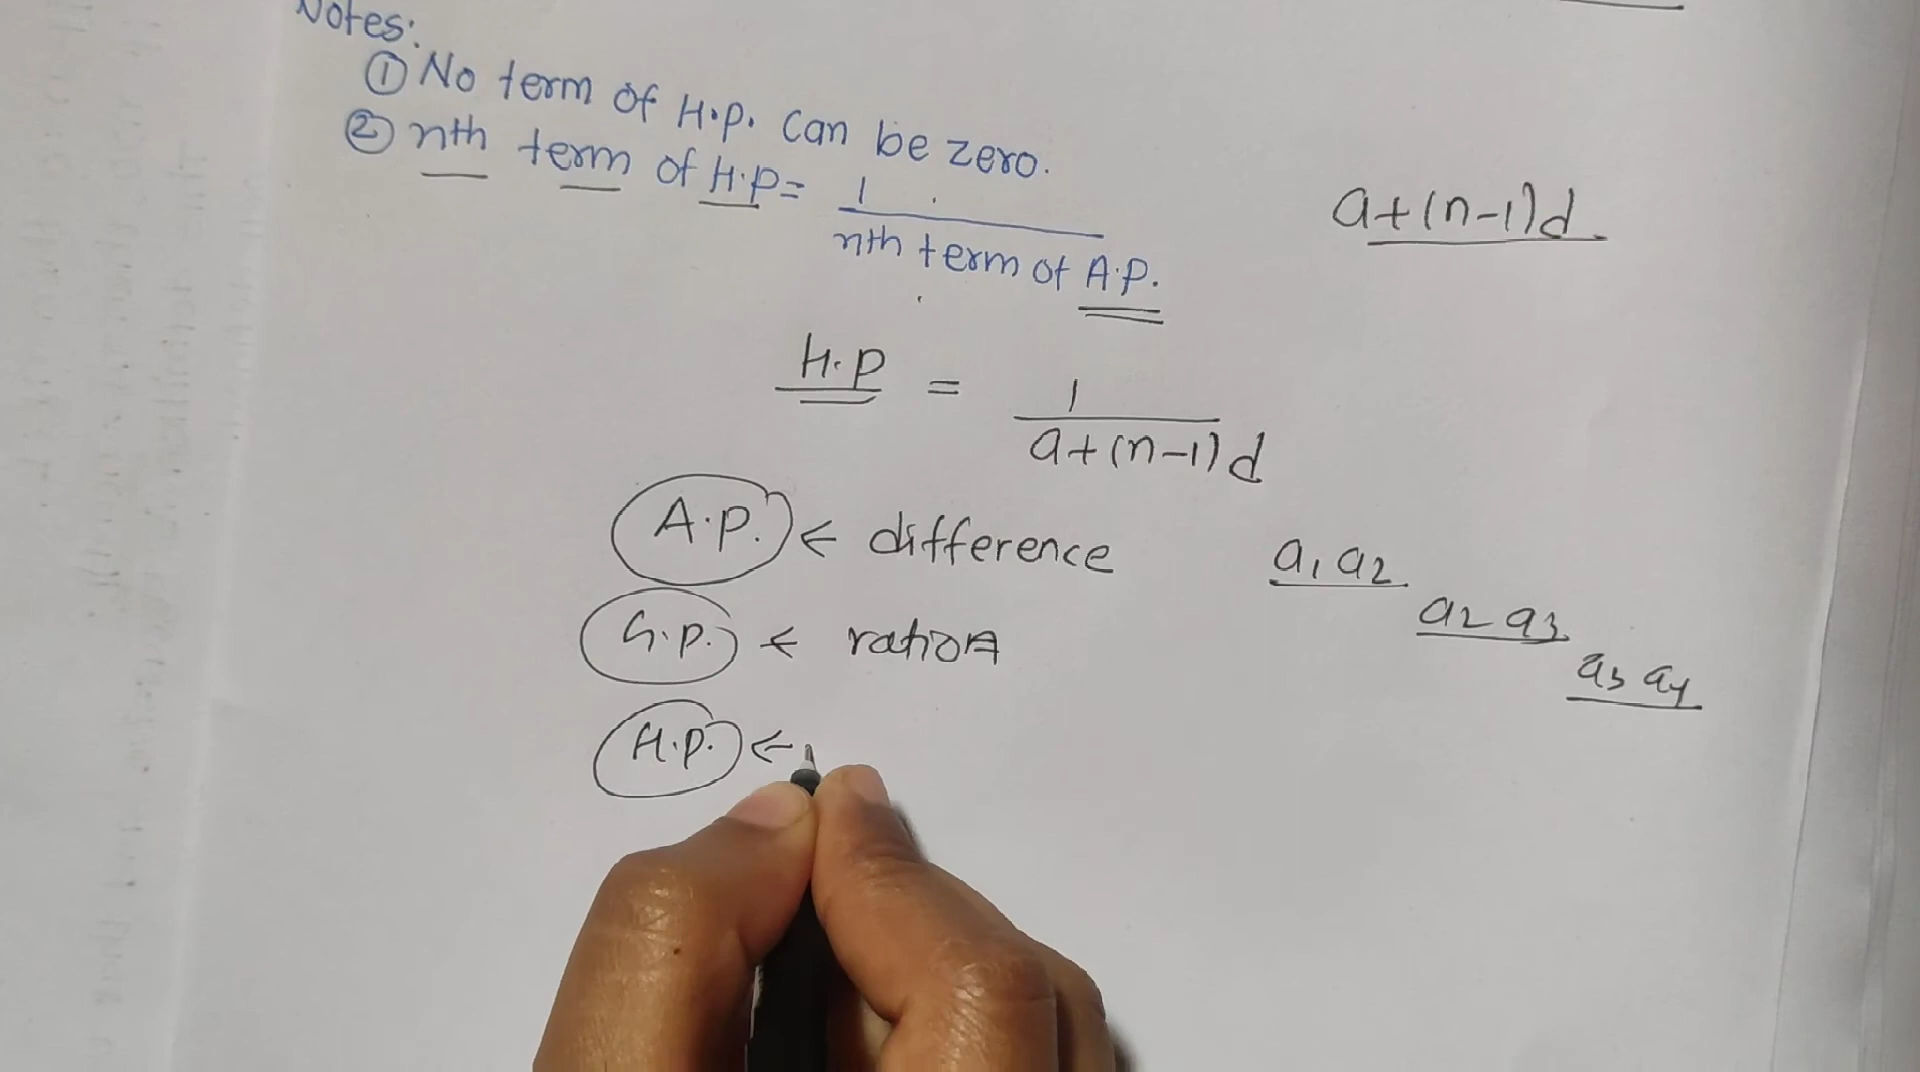 Notes:
① No term of H.P. can be zero.
② nth term of H.P = 1 / nth term of A.P.
a+(n-1)d.
H.P = 1 / a+(n-1)d
A.P. ← difference
a1 a2
a2 a3
G.P. ← ratio
a3 a4
H.P. ←